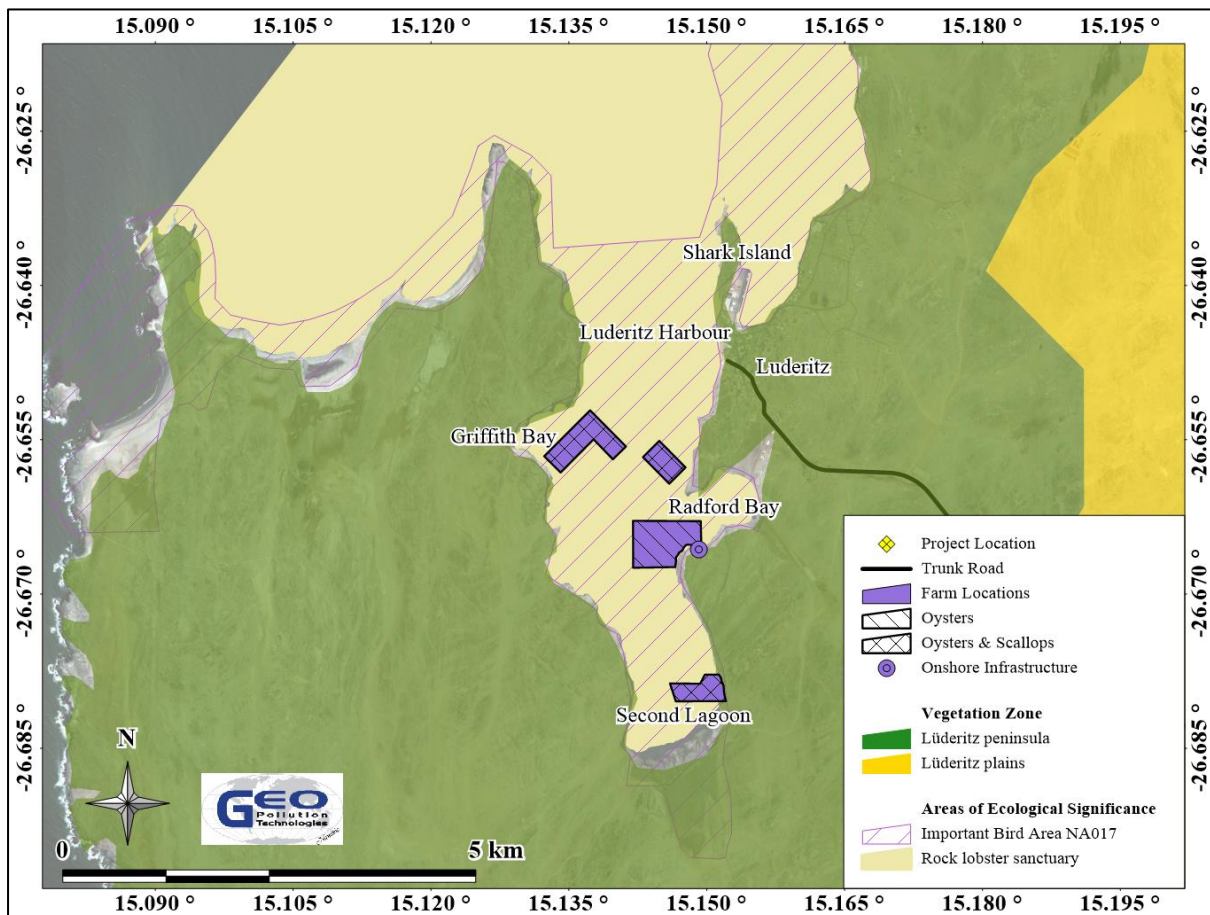 15.090 ° 15.105 ° 15.120 ° 15.135 ° 15.150 ° 15.165 ° 15.180 ° 15.195 °
-26.625 ° -26.625 °
Shark Island
-26.640 ° -26.640 °
Luderitz Harbour
Luderitz
Griffith Bay
-26.655 ° -26.655 °
Radford Bay
-26.670 ° -26.670 °
Second Lagoon
-26.685 ° -26.685 °
Project Location
Trunk Road
Farm Locations
Oysters
Oysters & Scallops
Onshore Infrastructure
Vegetation Zone
Lüderitz peninsula
Lüderitz plains
Areas of Ecological Significance
Important Bird Area NA017
Rock lobster sanctuary
N
GEO
Pollution
Technologies
0 5 km
15.090 ° 15.105 ° 15.120 ° 15.135 ° 15.150 ° 15.165 ° 15.180 ° 15.195 °